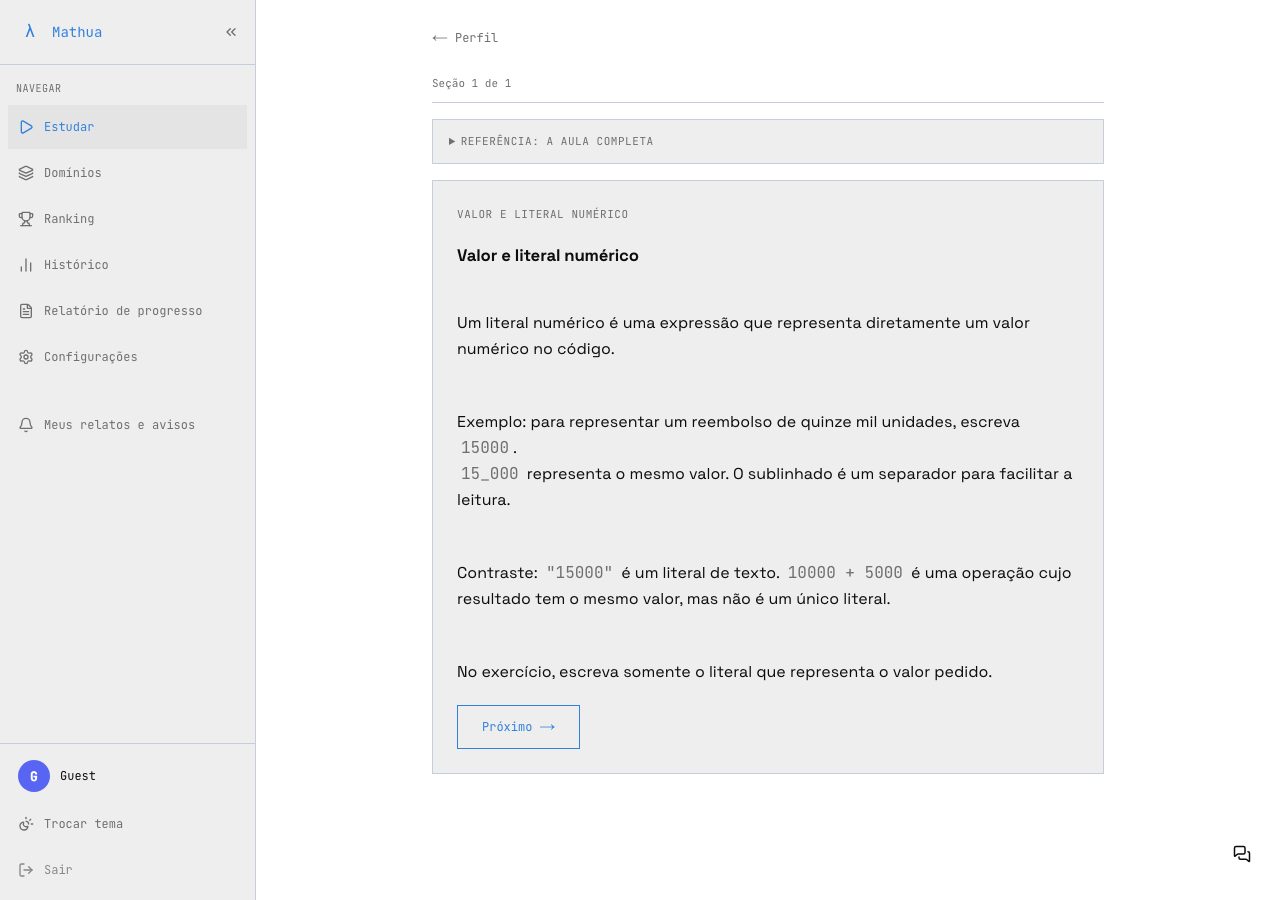 λ Mathua
NAVEGAR
Estudar
Domínios
Ranking
Histórico
Relatório de progresso
Configurações
Meus relatos e avisos
G Guest
Trocar tema
Sair
← Perfil
Seção 1 de 1
▶ REFERÊNCIA: A AULA COMPLETA
VALOR E LITERAL NUMÉRICO
Valor e literal numérico
Um literal numérico é uma expressão que representa diretamente um valor
numérico no código.
Exemplo: para representar um reembolso de quinze mil unidades, escreva
15000.
15_000 representa o mesmo valor. O sublinhado é um separador para facilitar a
leitura.
Contraste: "15000" é um literal de texto. 10000 + 5000 é uma operação cujo
resultado tem o mesmo valor, mas não é um único literal.
No exercício, escreva somente o literal que representa o valor pedido.
Próximo →